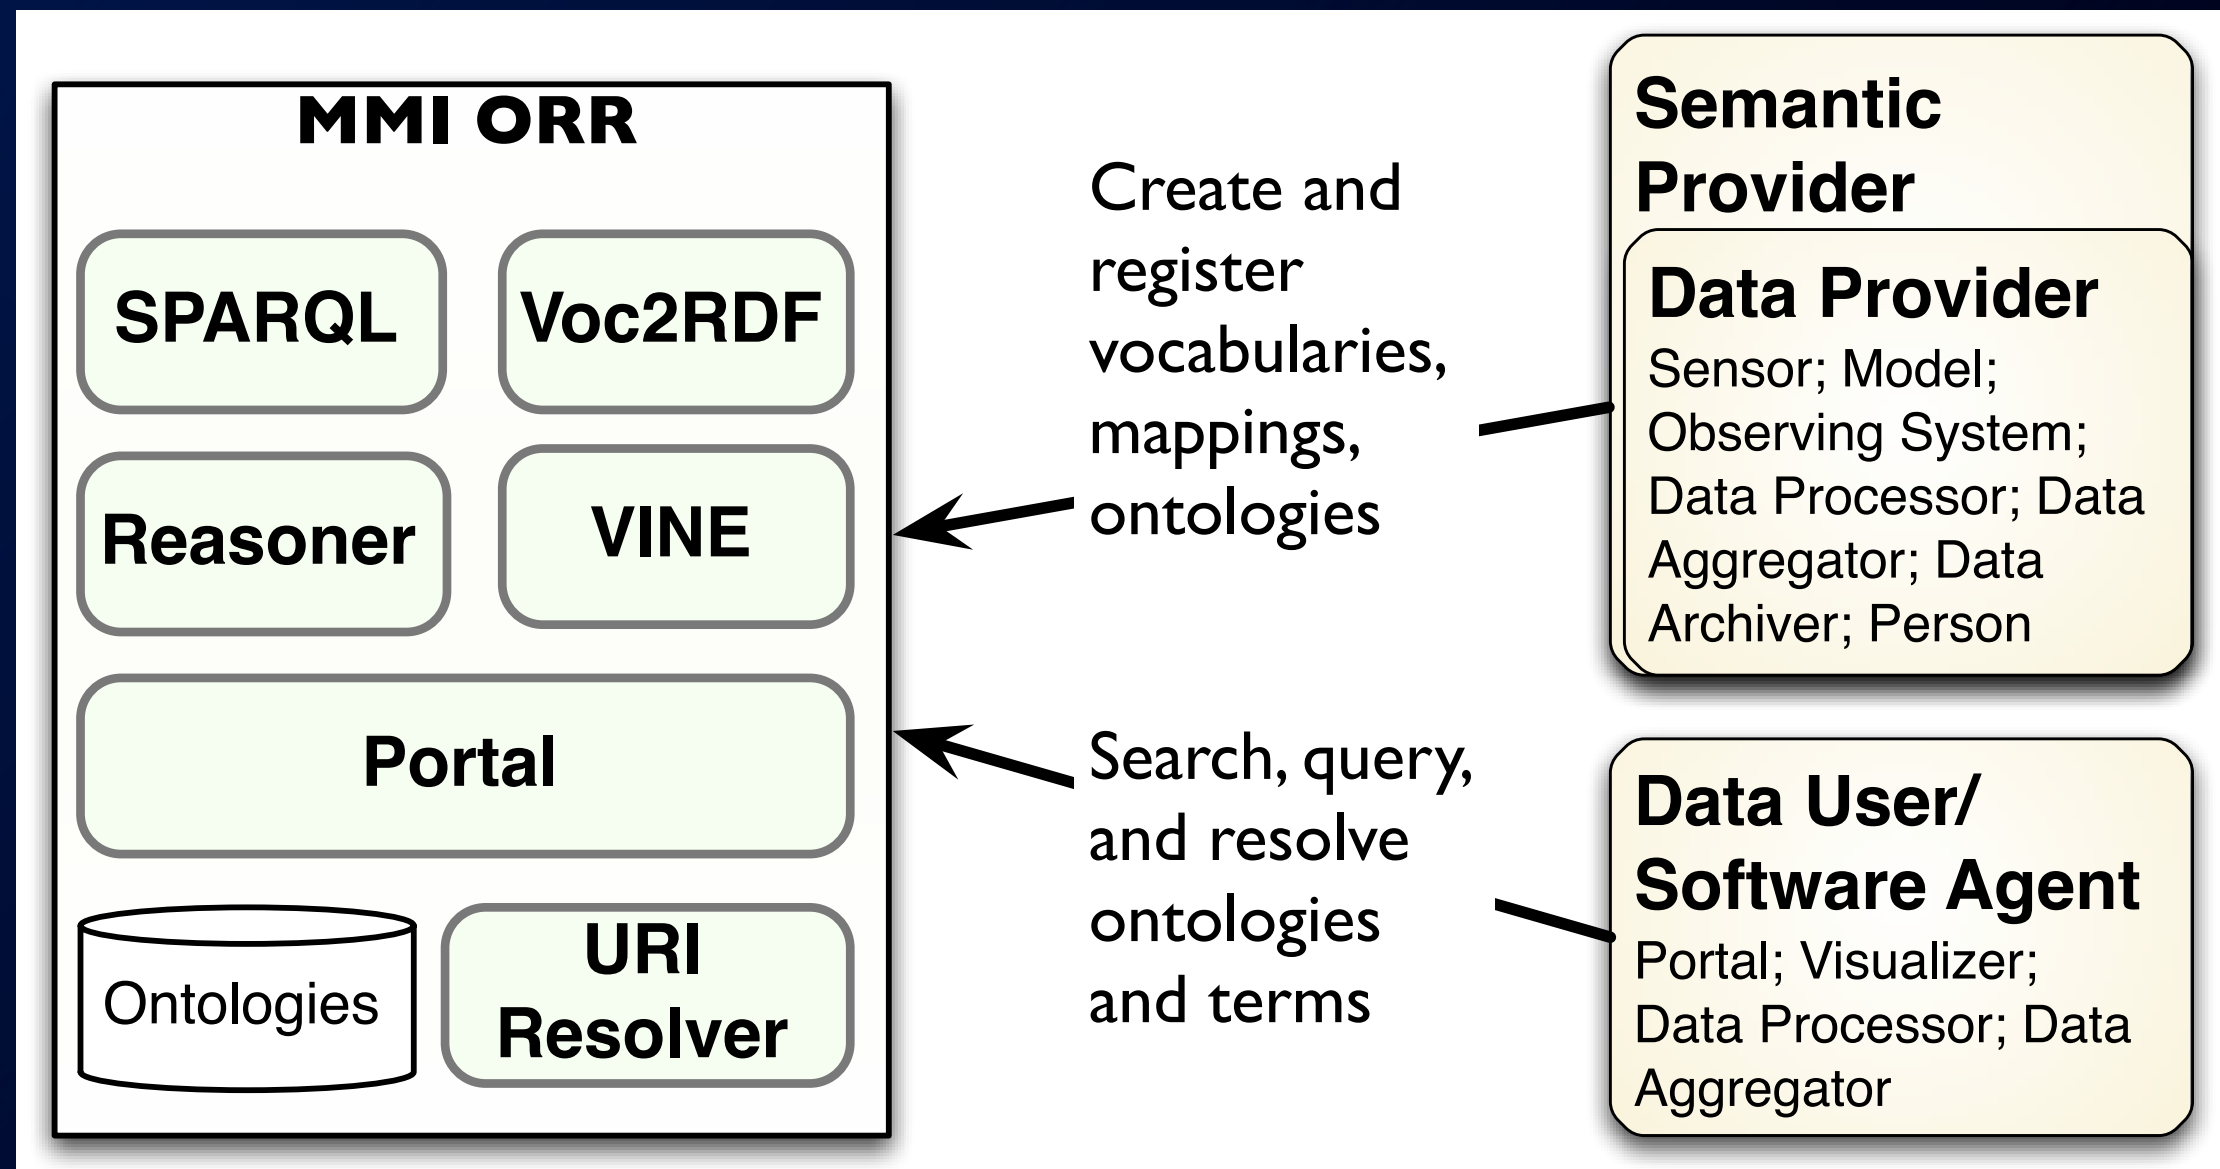 MMI ORR
SPARQL
Voc2RDF
Reasoner
VINE
Portal
Ontologies
URI
Resolver
Create and
register
vocabularies,
mappings,
ontologies
Search, query,
and resolve
ontologies
and terms
Semantic
Provider
Data Provider
Sensor; Model;
Observing System;
Data Processor; Data
Aggregator; Data
Archiver; Person
Data User/
Software Agent
Portal; Visualizer;
Data Processor; Data
Aggregator